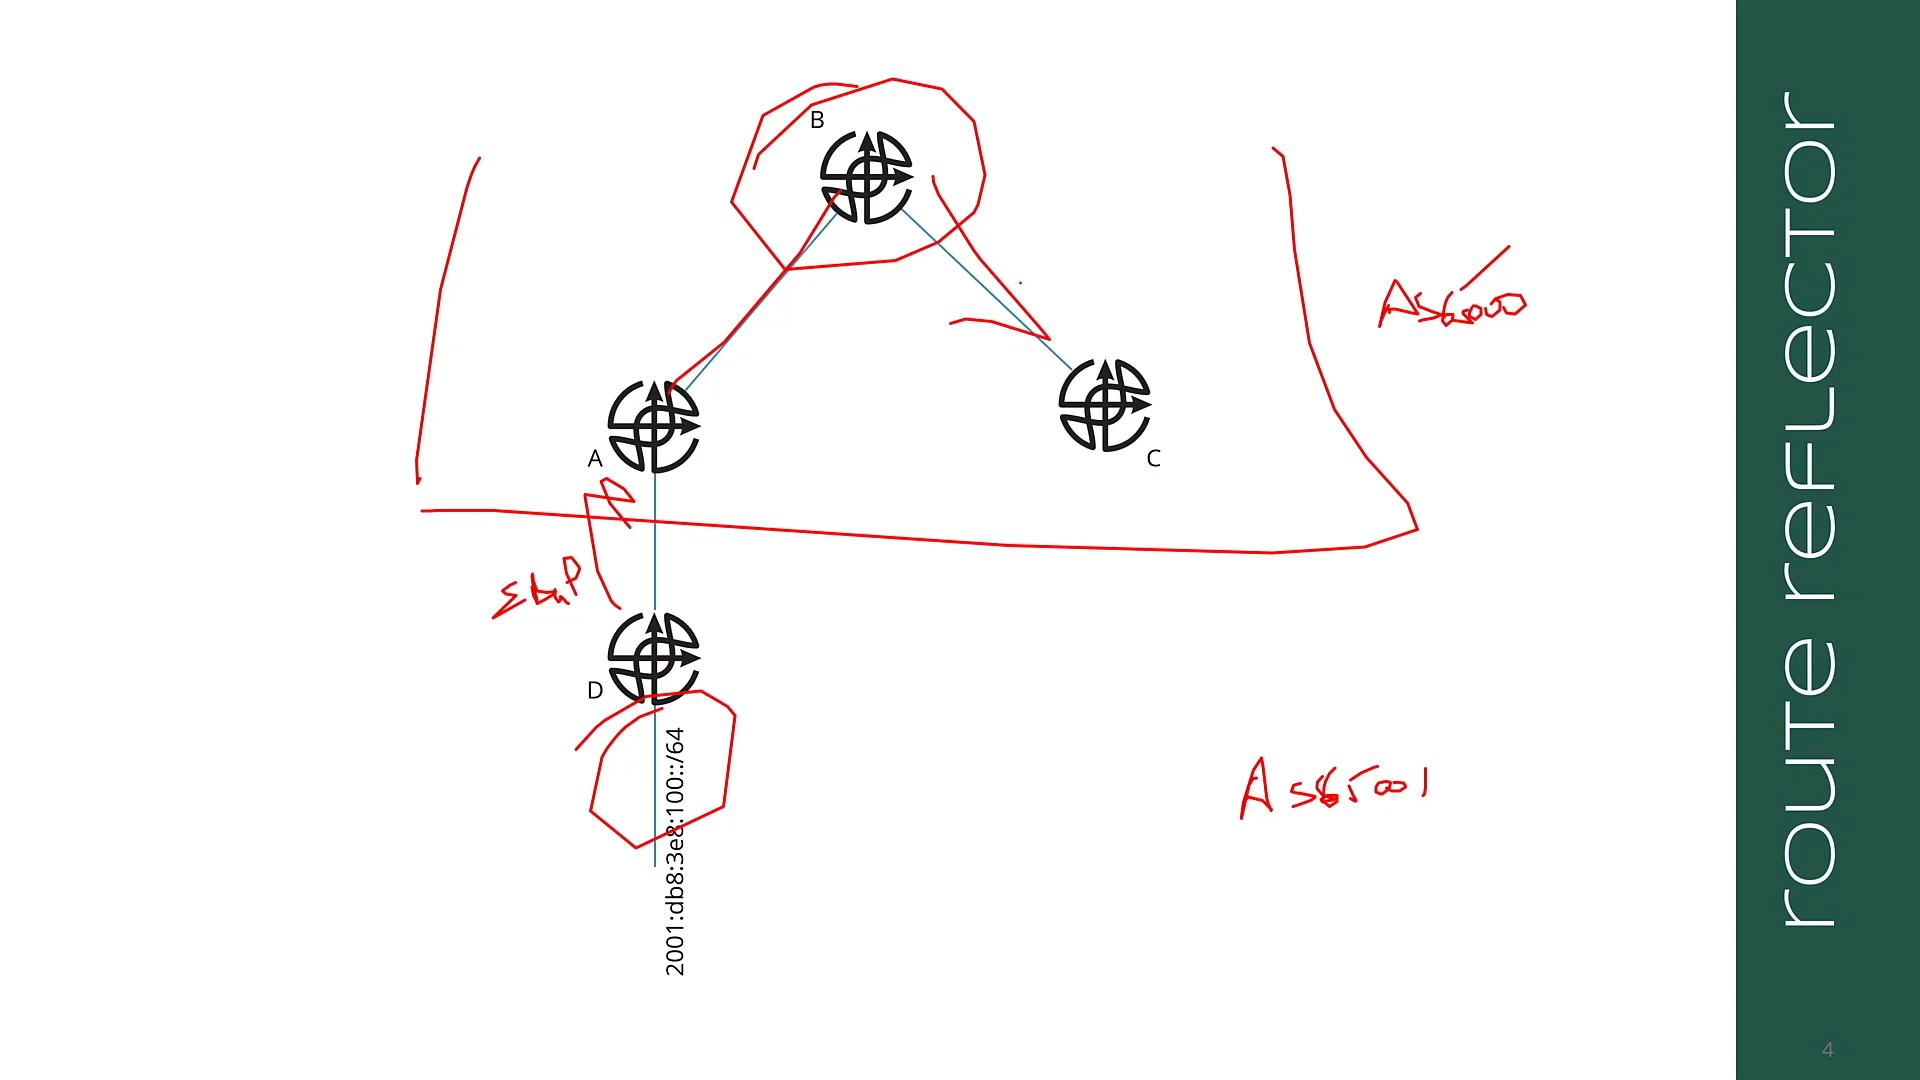 B
AS65000
A
C
EBGP
D
2001:db8:3e8:100::/64
AS65001
route reflector
4